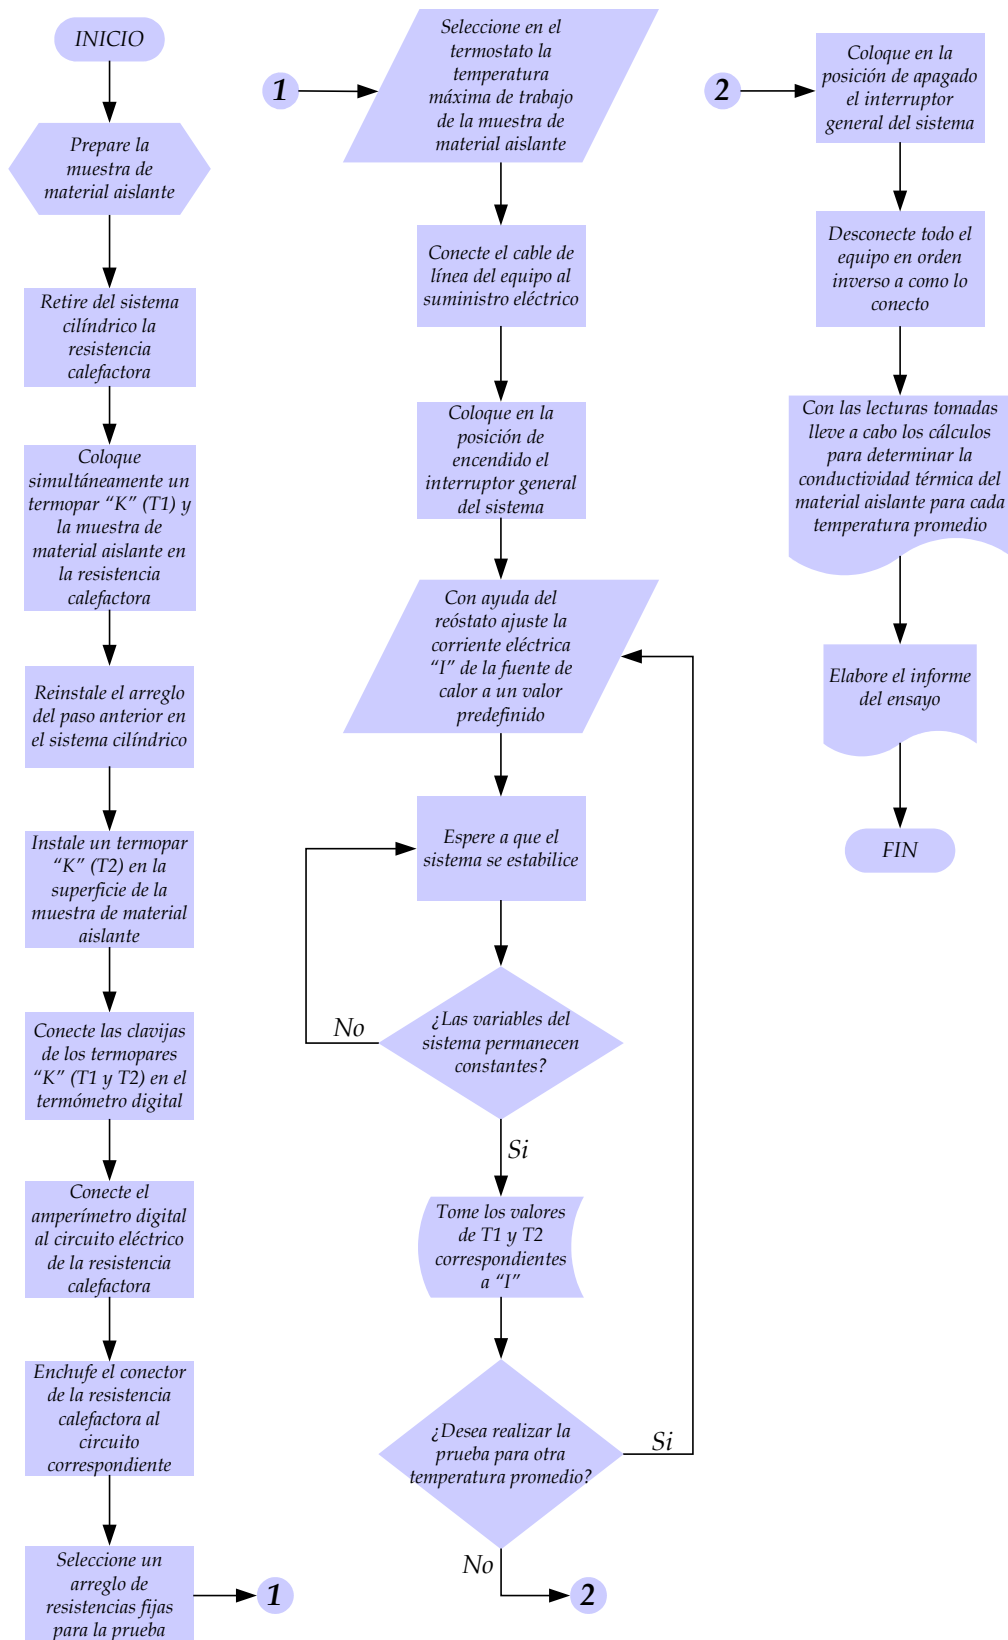 INICIO
Prepare la
muestra de
material aislante
Retire del sistema
cilíndrico la
resistencia
calefactora
Coloque
simultáneamente un
termopar “K” (T1) y
la muestra de
material aislante en
la resistencia
calefactora
Reinstale el arreglo
del paso anterior en
el sistema cilíndrico
Instale un termopar
“K” (T2) en la
superficie de la
muestra de material
aislante
Conecte las clavijas
de los termopares
“K” (T1 y T2) en el
termómetro digital
Conecte el
amperímetro digital
al circuito eléctrico
de la resistencia
calefactora
Enchufe el conector
de la resistencia
calefactora al
circuito
correspondiente
Seleccione un
arreglo de
resistencias fijas
para la prueba
1
1
Seleccione en el
termostato la
temperatura
máxima de trabajo
de la muestra de
material aislante
Conecte el cable de
línea del equipo al
suministro eléctrico
Coloque en la
posición de
encendido el
interruptor general
del sistema
Con ayuda del
reóstato ajuste la
corriente eléctrica
“I” de la fuente de
calor a un valor
predefinido
Espere a que el
sistema se estabilice
¿Las variables del
sistema permanecen
constantes?
No
Si
Tome los valores
de T1 y T2
correspondientes
a “I”
¿Desea realizar la
prueba para otra
temperatura promedio?
Si
No
2
2
Coloque en la
posición de apagado
el interruptor
general del sistema
Desconecte todo el
equipo en orden
inverso a como lo
conecto
Con las lecturas tomadas
lleve a cabo los cálculos
para determinar la
conductividad térmica del
material aislante para cada
temperatura promedio
Elabore el informe
del ensayo
FIN